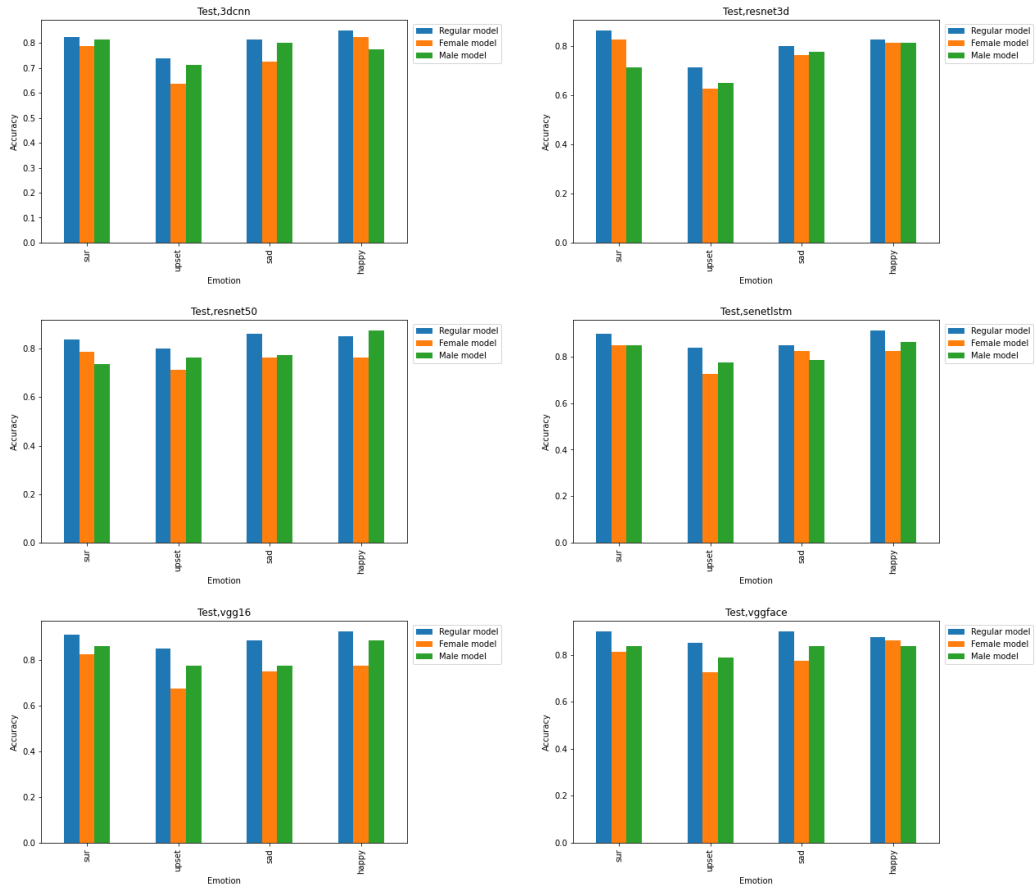 Test,3dcnn
Accuracy
0.8
0.7
0.6
0.5
0.4
0.3
0.2
0.1
0.0
sur
upset
sad
happy
Emotion
Regular model
Female model
Male model
Test,resnet3d
Accuracy
0.8
0.6
0.4
0.2
0.0
sur
upset
sad
happy
Emotion
Regular model
Female model
Male model
Test,resnet50
Accuracy
0.8
0.6
0.4
0.2
0.0
sur
upset
sad
happy
Emotion
Regular model
Female model
Male model
Test,senetlstm
Accuracy
0.8
0.6
0.4
0.2
0.0
sur
upset
sad
happy
Emotion
Regular model
Female model
Male model
Test,vgg16
Accuracy
0.8
0.6
0.4
0.2
0.0
sur
upset
sad
happy
Emotion
Regular model
Female model
Male model
Test,vggface
Accuracy
0.8
0.6
0.4
0.2
0.0
sur
upset
sad
happy
Emotion
Regular model
Female model
Male model